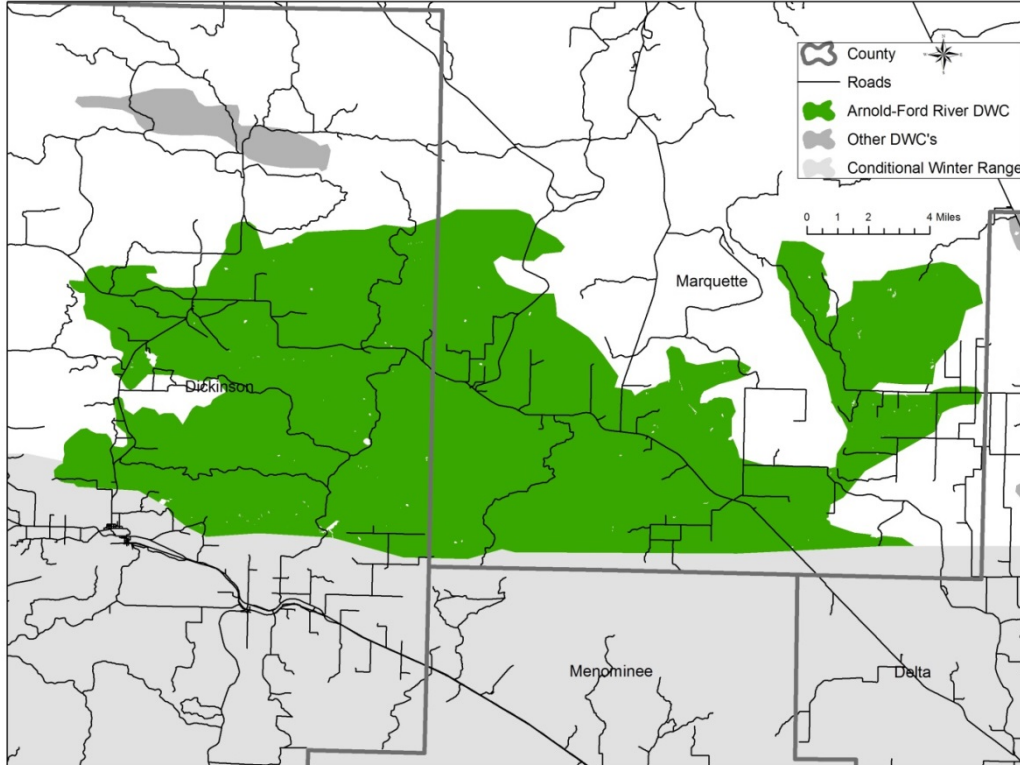 County
Roads
Arnold-Ford River DWC
Other DWC's
Conditional Winter Range
0 1 2 4 Miles
Marquette
Dickinson
Menominee
Delta